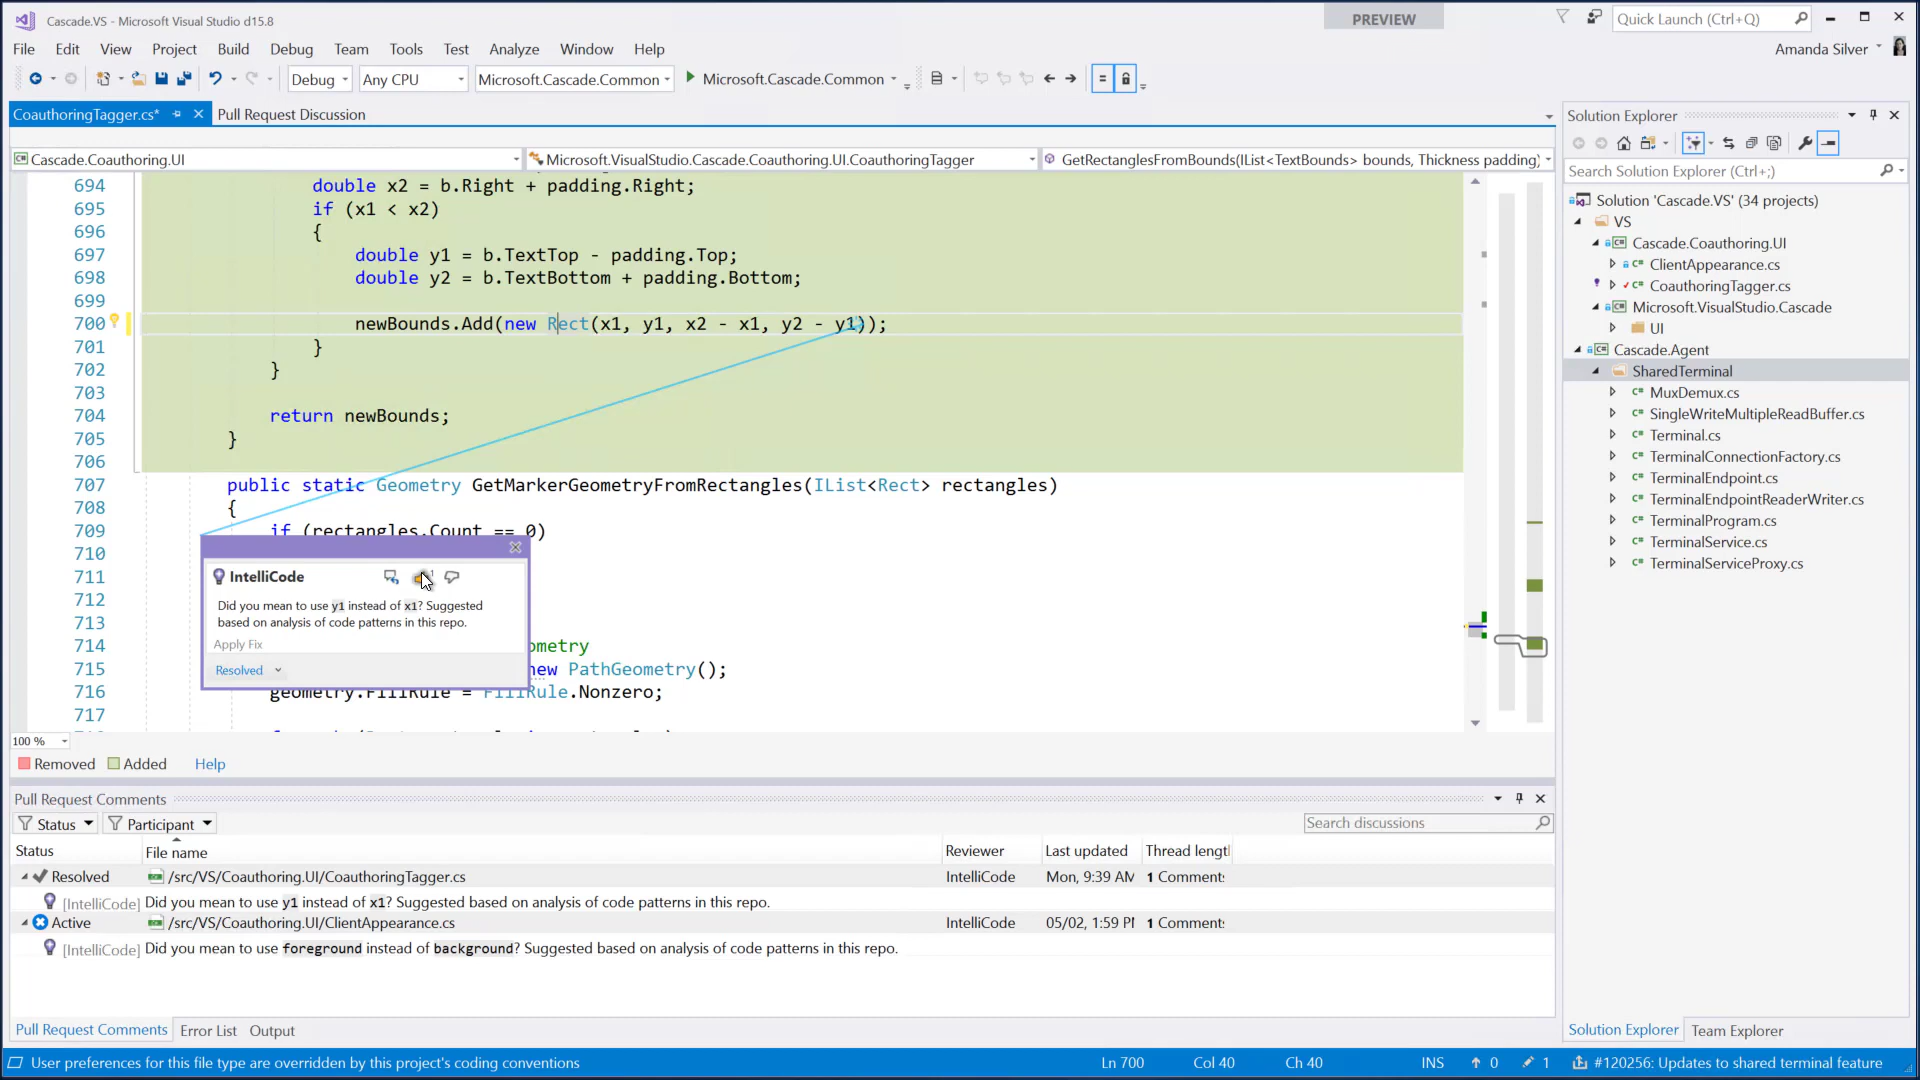 Cascade.VS - Microsoft Visual Studio d15.8
PREVIEW
Quick Launch (Ctrl+Q)
File Edit View Project Build Debug Team Tools Test Analyze Window Help
Amanda Silver
Debug Any CPU Microsoft.Cascade.Common Microsoft.Cascade.Common
CoauthoringTagger.cs* Pull Request Discussion
Cascade.Coauthoring.UI Microsoft.VisualStudio.Cascade.Coauthoring.UI.CoauthoringTagger GetRectanglesFromBounds(IList<TextBounds> bounds, Thickness padding)
694 double x2 = b.Right + padding.Right;
695 if (x1 < x2)
696 {
697 double y1 = b.TextTop - padding.Top;
698 double y2 = b.TextBottom + padding.Bottom;
699
700 newBounds.Add(new Rect(x1, y1, x2 - x1, y2 - y1));
701 }
702 }
703
704 return newBounds;
705 }
706
707 public static Geometry GetMarkerGeometryFromRectangles(IList<Rect> rectangles)
708 {
709 if (rectangles.Count == 0)
710
711
712
713
714 ometry
715 new PathGeometry();
716 geometry.FillRule = FillRule.Nonzero;
717
IntelliCode
Did you mean to use y1 instead of x1? Suggested
based on analysis of code patterns in this repo.
Apply Fix
Resolved
100 %
Removed Added Help
Pull Request Comments
Status Participant
Search discussions
Status File name Reviewer Last updated Thread lengt
Resolved /src/VS/Coauthoring.UI/CoauthoringTagger.cs IntelliCode Mon, 9:39 AM 1 Comments
[IntelliCode] Did you mean to use y1 instead of x1? Suggested based on analysis of code patterns in this repo.
Active /src/VS/Coauthoring.UI/ClientAppearance.cs IntelliCode 05/02, 1:59 PI 1 Comments
[IntelliCode] Did you mean to use foreground instead of background? Suggested based on analysis of code patterns in this repo.
Pull Request Comments Error List Output
Solution Explorer
Search Solution Explorer (Ctrl+;)
Solution 'Cascade.VS' (34 projects)
VS
Cascade.Coauthoring.UI
ClientAppearance.cs
CoauthoringTagger.cs
Microsoft.VisualStudio.Cascade
UI
Cascade.Agent
SharedTerminal
MuxDemux.cs
SingleWriteMultipleReadBuffer.cs
Terminal.cs
TerminalConnectionFactory.cs
TerminalEndpoint.cs
TerminalEndpointReaderWriter.cs
TerminalProgram.cs
TerminalService.cs
TerminalServiceProxy.cs
Solution Explorer Team Explorer
User preferences for this file type are overridden by this project's coding conventions Ln 700 Col 40 Ch 40 INS 0 1 #120256: Updates to shared terminal feature